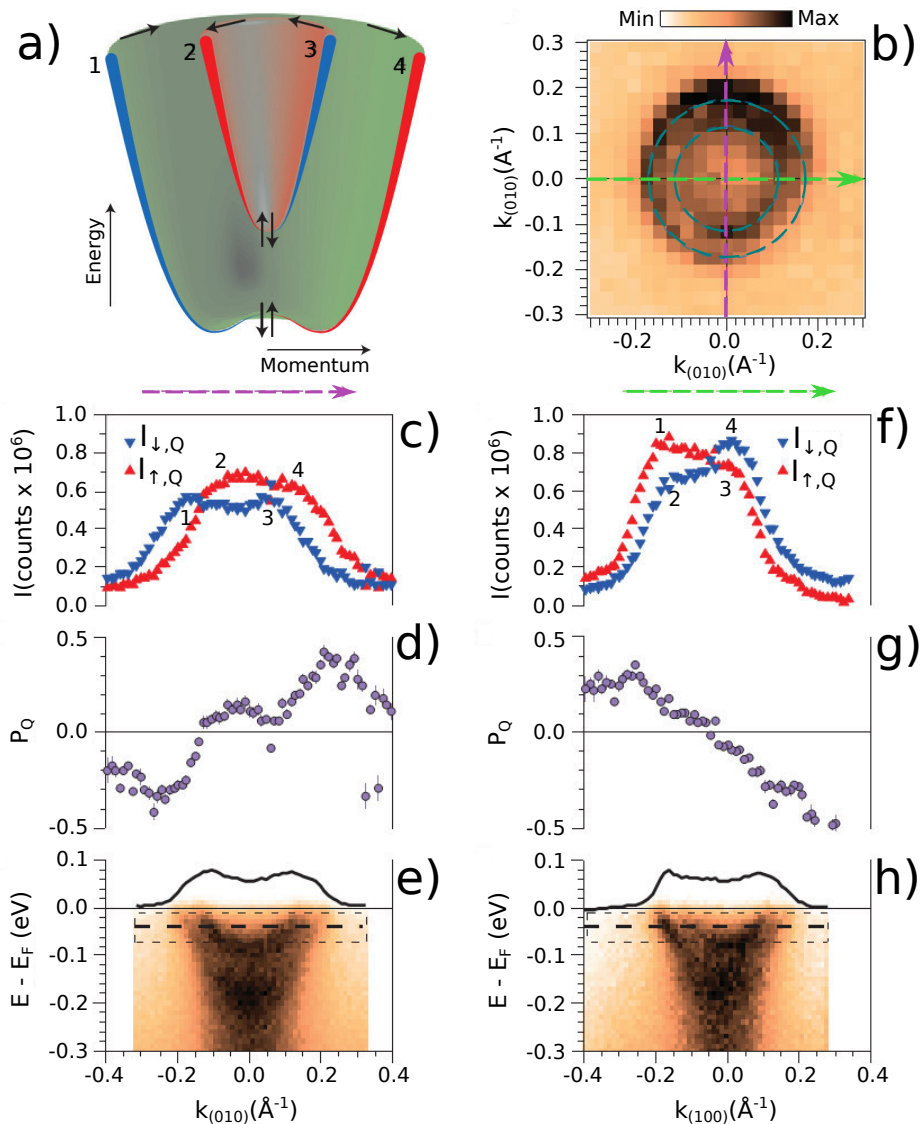 a)
1
2
3
4
Energy
Momentum
Min
Max
b)
0.3
0.2
0.1
0.0
-0.1
-0.2
-0.3
k(010)(A-1)
-0.2
0.0
0.2
k(010)(A-1)
c)
1.0
0.8
0.6
0.4
0.2
0.0
I(counts x 10⁶)
I↓,Q
I↑,Q
1
2
3
4
f)
1.0
0.8
0.6
0.4
0.2
0.0
I(counts x 10⁶)
I↓,Q
I↑,Q
1
2
3
4
d)
0.5
0.0
-0.5
PQ
g)
0.5
0.0
-0.5
PQ
e)
0.1
0.0
-0.1
-0.2
-0.3
E - EF (eV)
-0.4
-0.2
0.0
0.2
0.4
k(010)(Å-1)
h)
0.1
0.0
-0.1
-0.2
-0.3
E - EF (eV)
-0.4
-0.2
0.0
0.2
0.4
k(100)(Å-1)